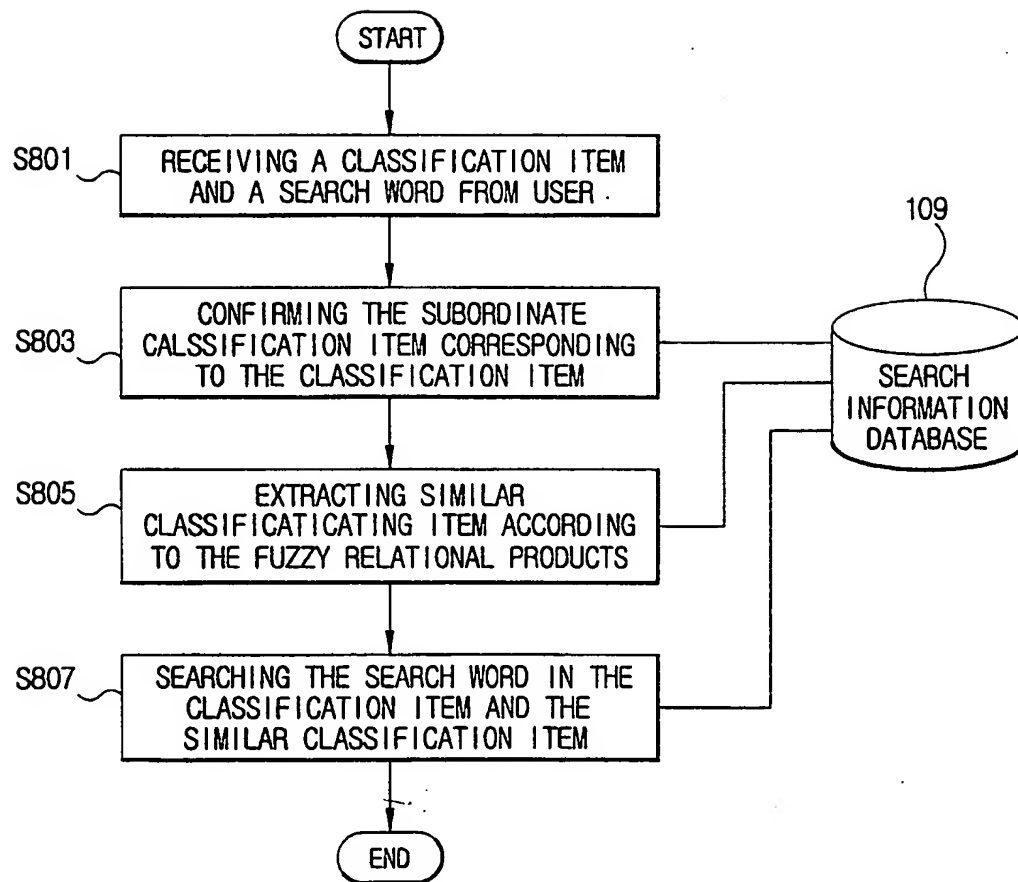 START
S801
RECEIVING A CLASSIFICATION ITEM
AND A SEARCH WORD FROM USER.
109
S803
CONFIRMING THE SUBORDINATE
CALSSIFICATION ITEM CORRESPONDING
TO THE CLASSIFICATION ITEM
SEARCH
INFORMATION
DATABASE
S805
EXTRACTING SIMILAR
CLASSIFICATICATING ITEM ACCORDING
TO THE FUZZY RELATIONAL PRODUCTS
S807
SEARCHING THE SEARCH WORD IN THE
CLASSIFICATION ITEM AND THE
SIMILAR CLASSIFICATION ITEM
END